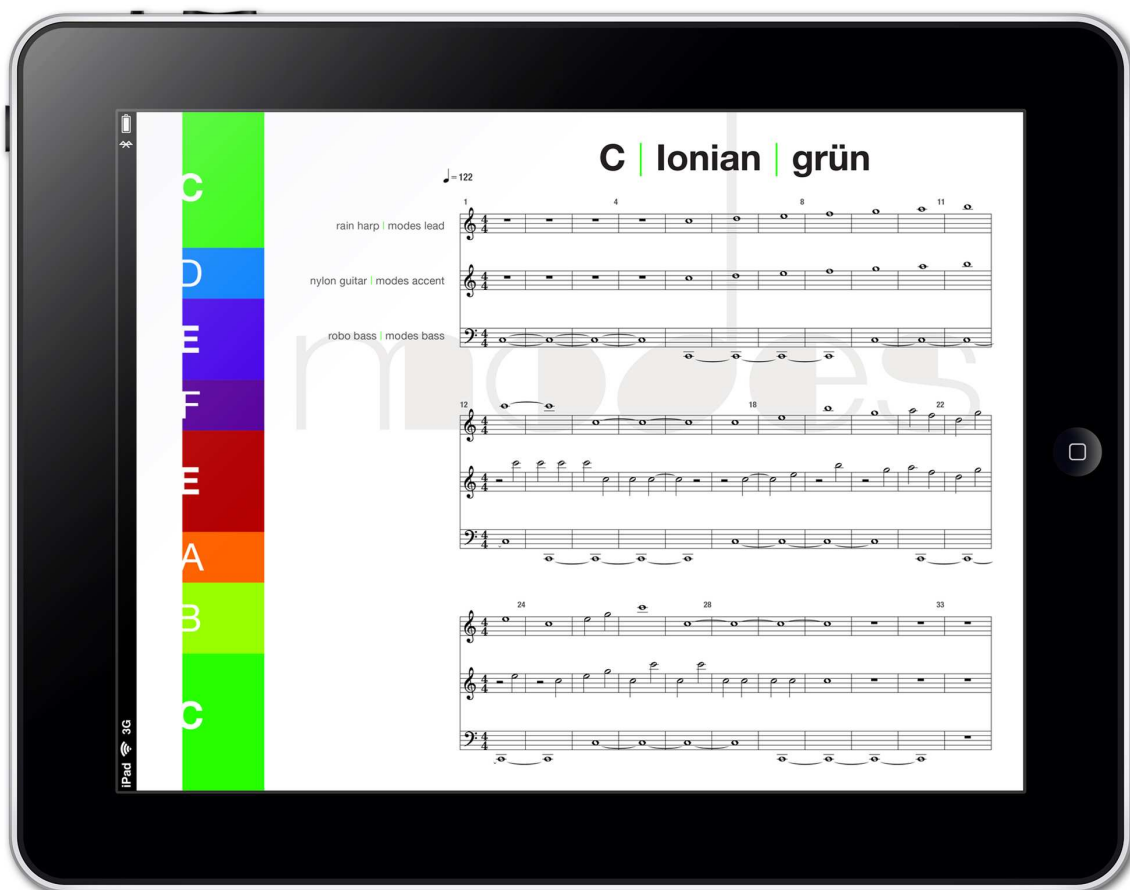 C | Ionian | grün
♩= 122
1 4 8 11
rain harp | modes lead
nylon guitar | modes accent
robo bass | modes bass
modes
12 18 22
24 28 33
C
D
E
F
E
A
B
C
iPad 3G